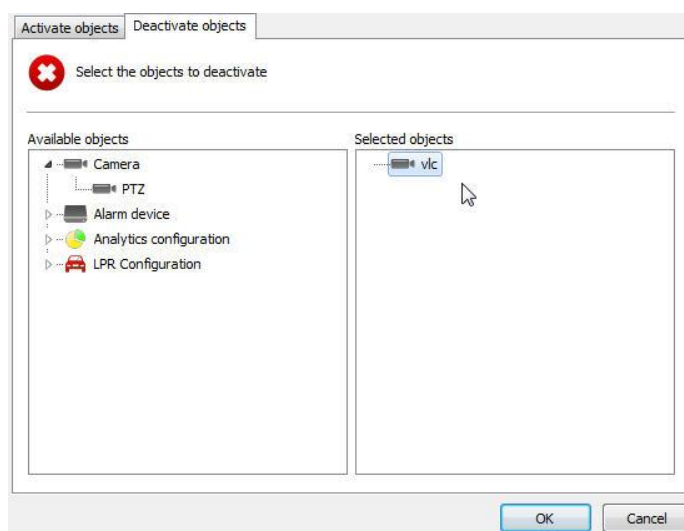 Activate objects Deactivate objects
Select the objects to deactivate
Available objects Selected objects
Camera
PTZ
Alarm device
Analytics configuration
LPR Configuration
vlc
OK Cancel